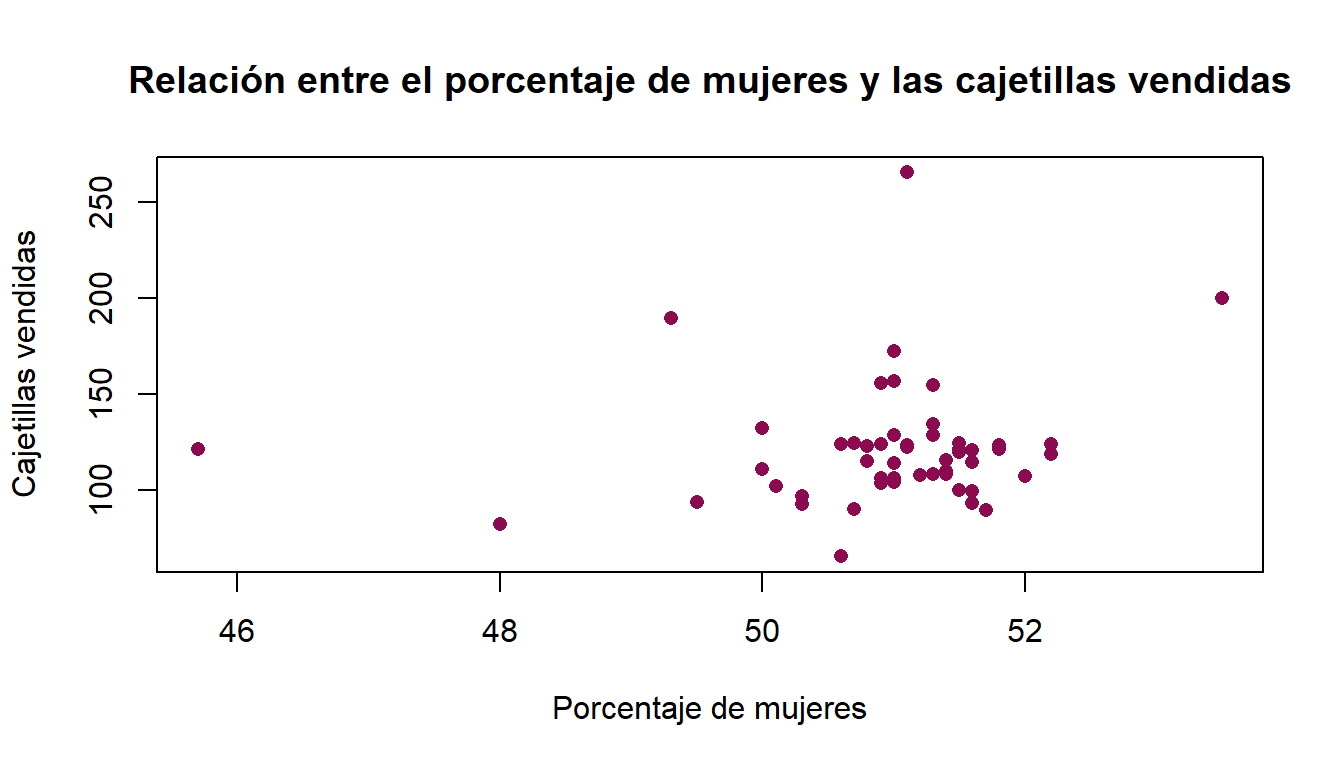 Relación entre el porcentaje de mujeres y las cajetillas vendidas
Cajetillas vendidas
250
200
150
100
46
48
50
52
Porcentaje de mujeres